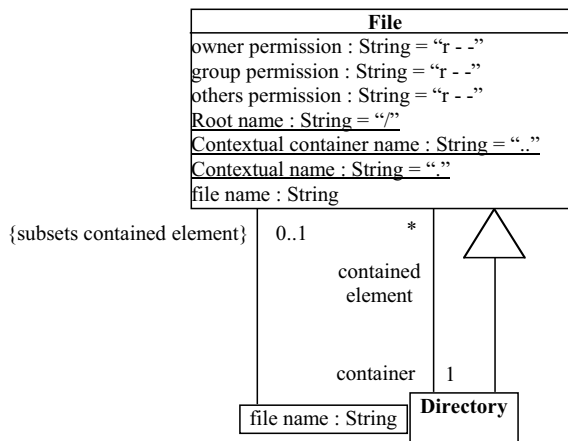 File
owner permission : String = “r - -”
group permission : String = “r - -”
others permission : String = “r - -”
Root name : String = “/”
Contextual container name : String = “..”
Contextual name : String = “.”
file name : String
{subsets contained element} 0..1 *
contained
element
container 1
file name : String Directory